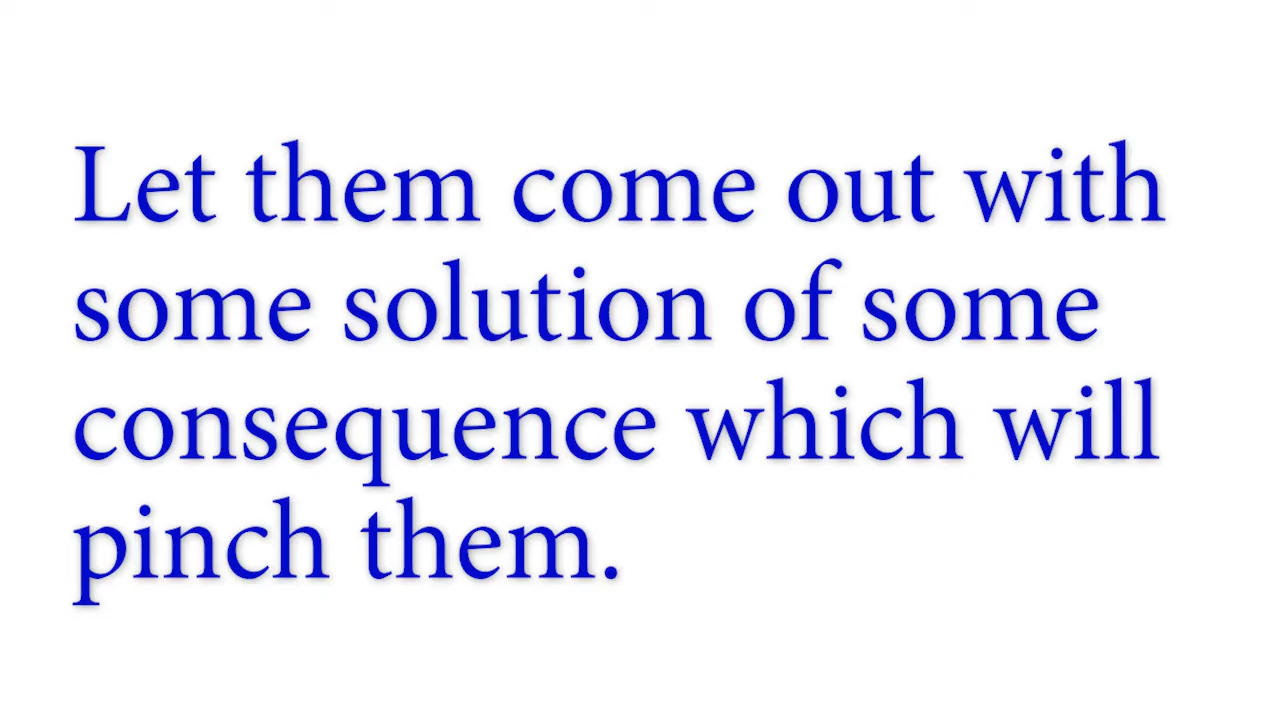 Let them come out with
some solution of some
consequence which will
pinch them.